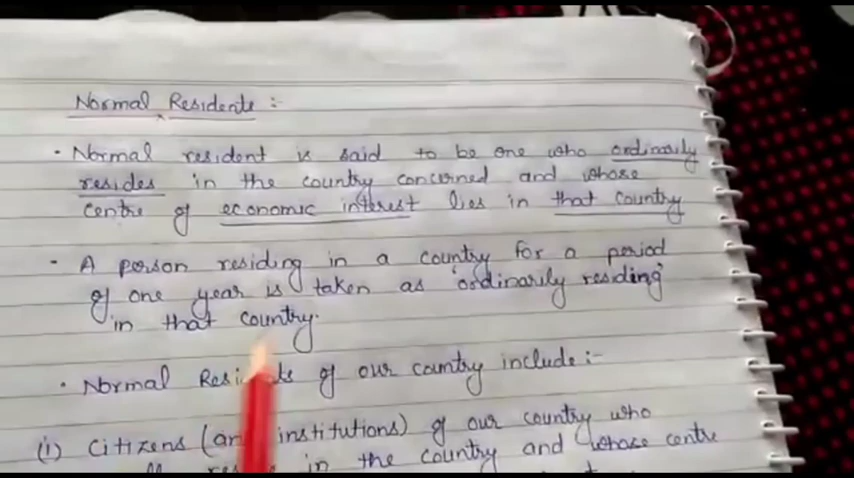 Normal Residents :-
• Normal resident is said to be one who ordinarily
resides in the country concerned and whose
centre of economic interest lies in that country
• A person residing in a country for a period
of one year is taken as 'ordinarily residing'
in that country.
• Normal Residents of our country include :-
(i) Citizens (and institutions) of our country who
in the country and whose centre